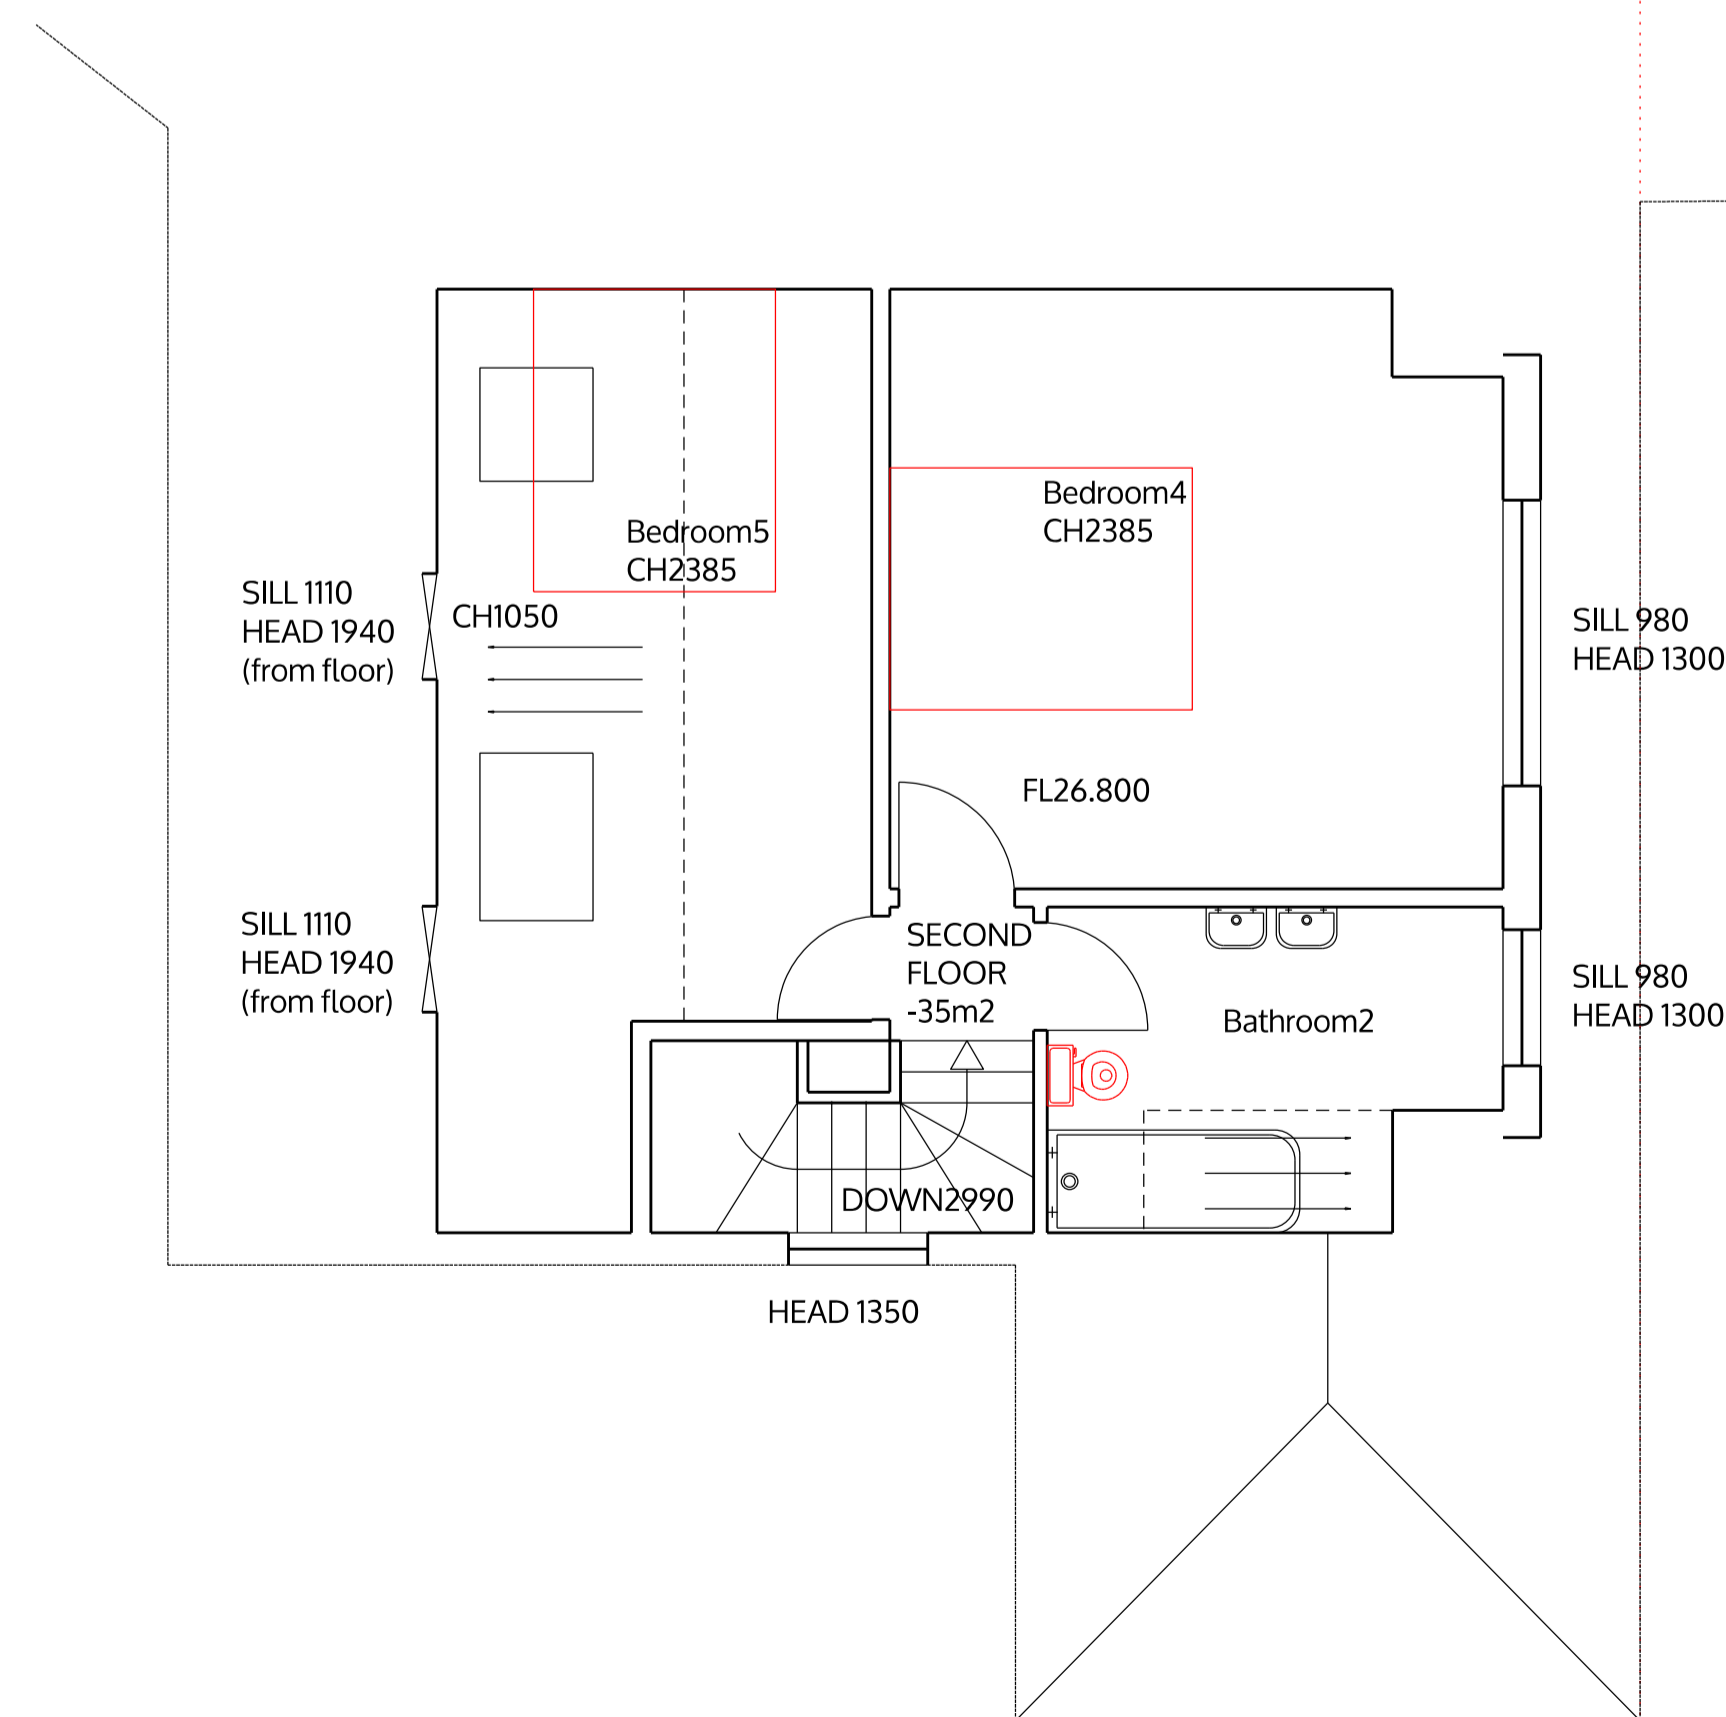 Bedroom4
CH2385
Bedroom5
CH2385
SILL 1110
HEAD 1940
(from floor)
CH1050
SILL 980
HEAD 1300
FL26.800
SILL 1110
HEAD 1940
(from floor)
SECOND
FLOOR
-35m2
Bathroom2
SILL 980
HEAD 1300
DOWN2990
HEAD 1350